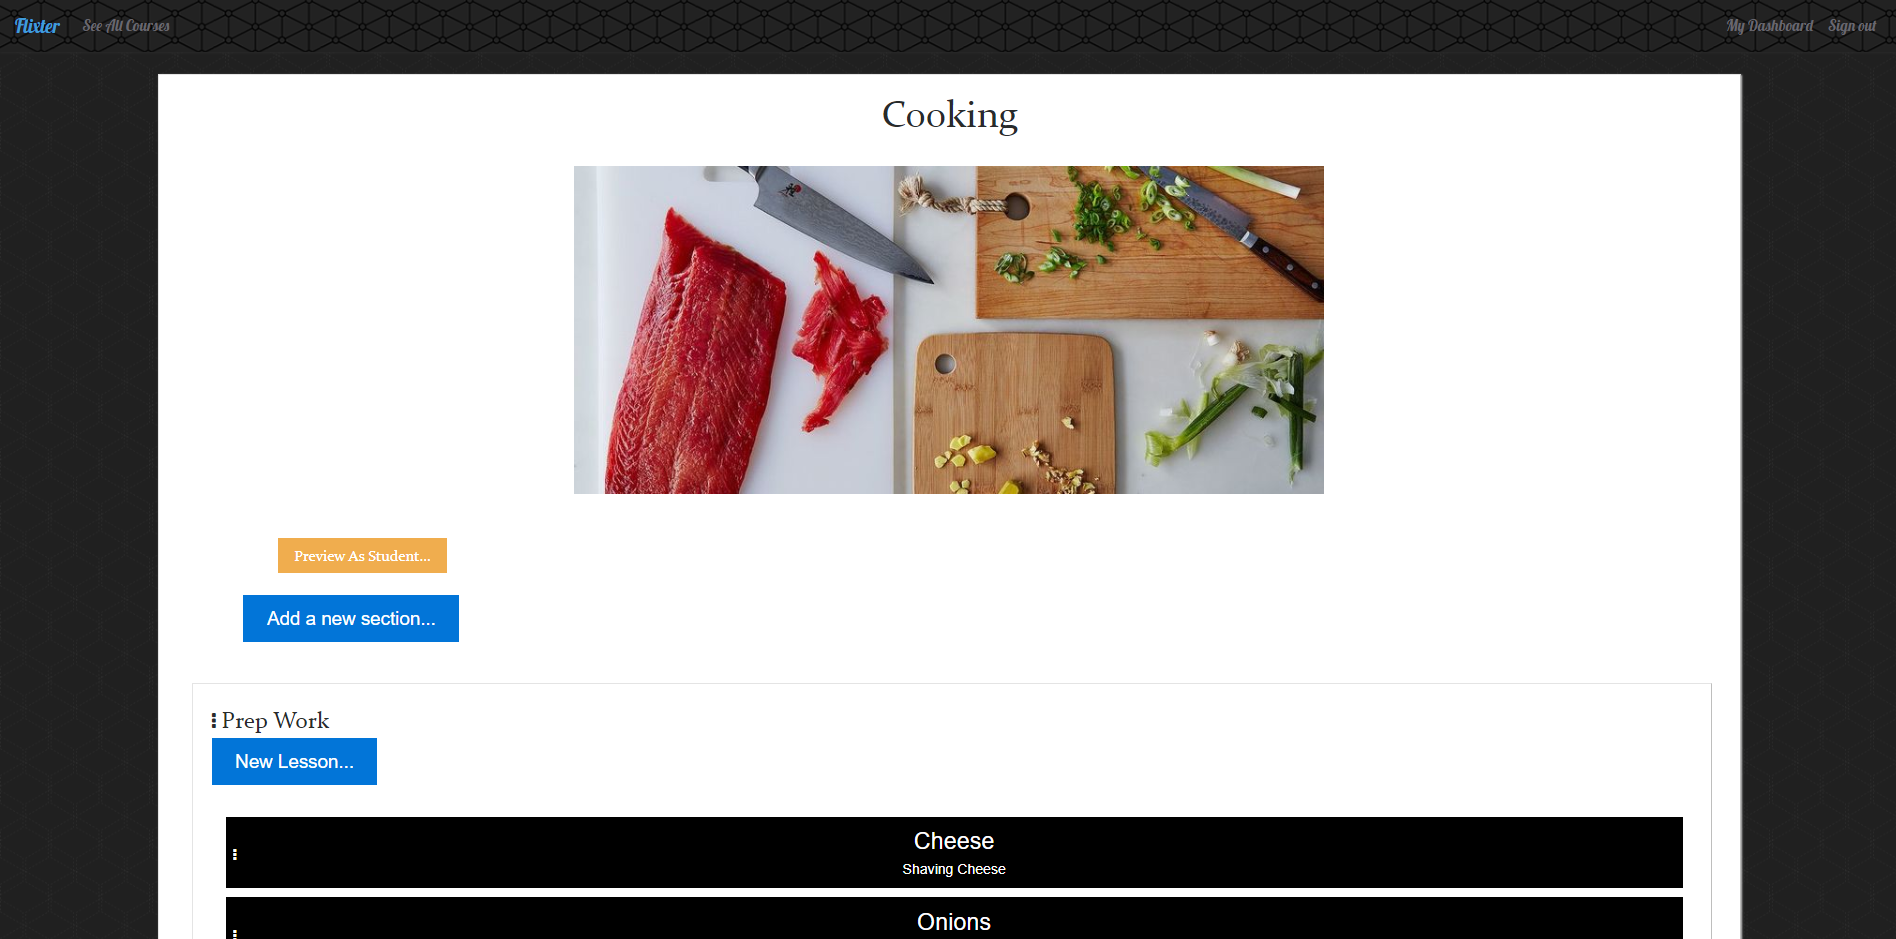 Flixter See All Courses My Dashboard Sign out
Cooking
Preview As Student...
Add a new section...
Prep Work
New Lesson...
Cheese
Shaving Cheese
Onions